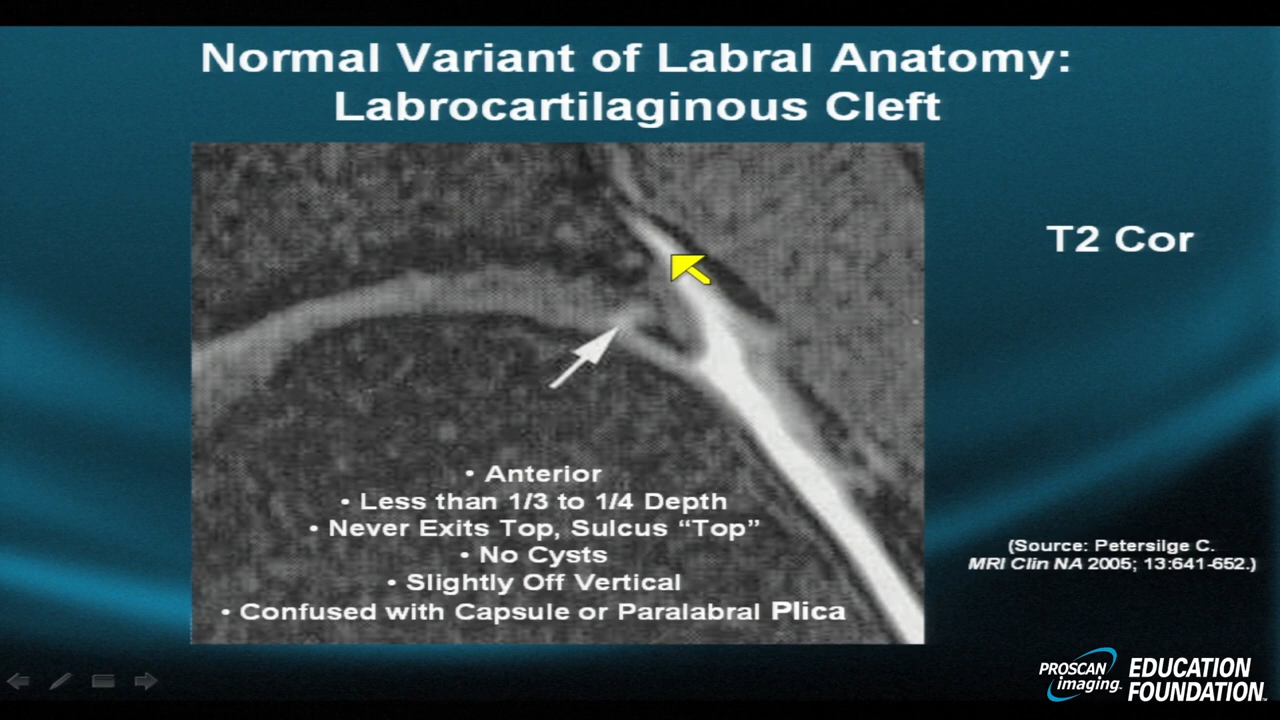 Normal Variant of Labral Anatomy:
Labrocartilaginous Cleft
T2 Cor
• Anterior
• Less than 1/3 to 1/4 Depth
• Never Exits Top, Sulcus “Top”
• No Cysts
• Slightly Off Vertical
• Confused with Capsule or Paralabral Plica
(Source: Petersilge C.
MRI Clin NA 2005; 13:641-652.)
PROSCAN
imaging.
EDUCATION
FOUNDATION™